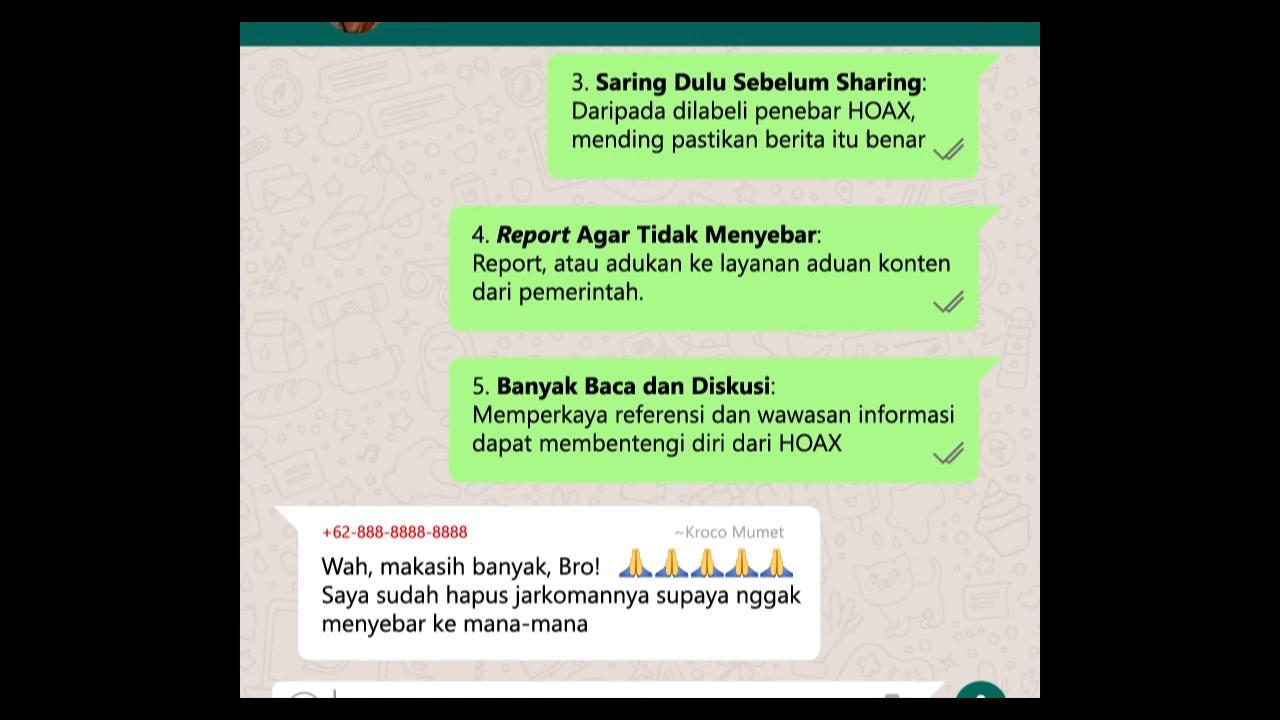 3. Saring Dulu Sebelum Sharing:
Daripada dilabeli penebar HOAX,
mending pastikan berita itu benar
4. Report Agar Tidak Menyebar:
Report, atau adukan ke layanan aduan konten
dari pemerintah.
5. Banyak Baca dan Diskusi:
Memperkaya referensi dan wawasan informasi
dapat membentengi diri dari HOAX
+62-888-8888-8888 ~Kroco Mumet
Wah, makasih banyak, Bro! 🙏🙏🙏🙏🙏
Saya sudah hapus jarkomannya supaya nggak
menyebar ke mana-mana